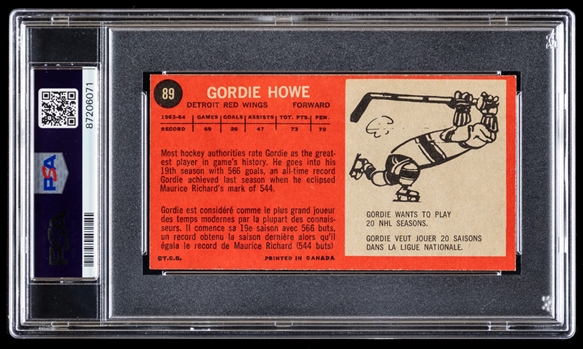 PSA
87206071
89
GORDIE HOWE
DETROIT RED WINGS FORWARD
1963-64 GAMES GOALS ASSISTS TOT. PTS. PEN.
RECORD 69 26 47 73 70
Most hockey authorities rate Gordie as the great-
est player in game's history. He goes into his
19th season with 566 goals, an all-time record
Gordie achieved last season when he eclipsed
Maurice Richard's mark of 544.
Gordie est considéré comme le plus grand joueur
des temps modernes par la plupart des connais-
seurs. Il commence sa 19e saison avec 566 buts,
un record obtenu la saison dernière alors qu'il
égala le record de Maurice Richard (544 buts)
©T.C.G. PRINTED IN CANADA
GORDIE WANTS TO PLAY
20 NHL SEASONS.
GORDIE VEUT JOUER 20 SAISONS
DANS LA LIGUE NATIONALE.